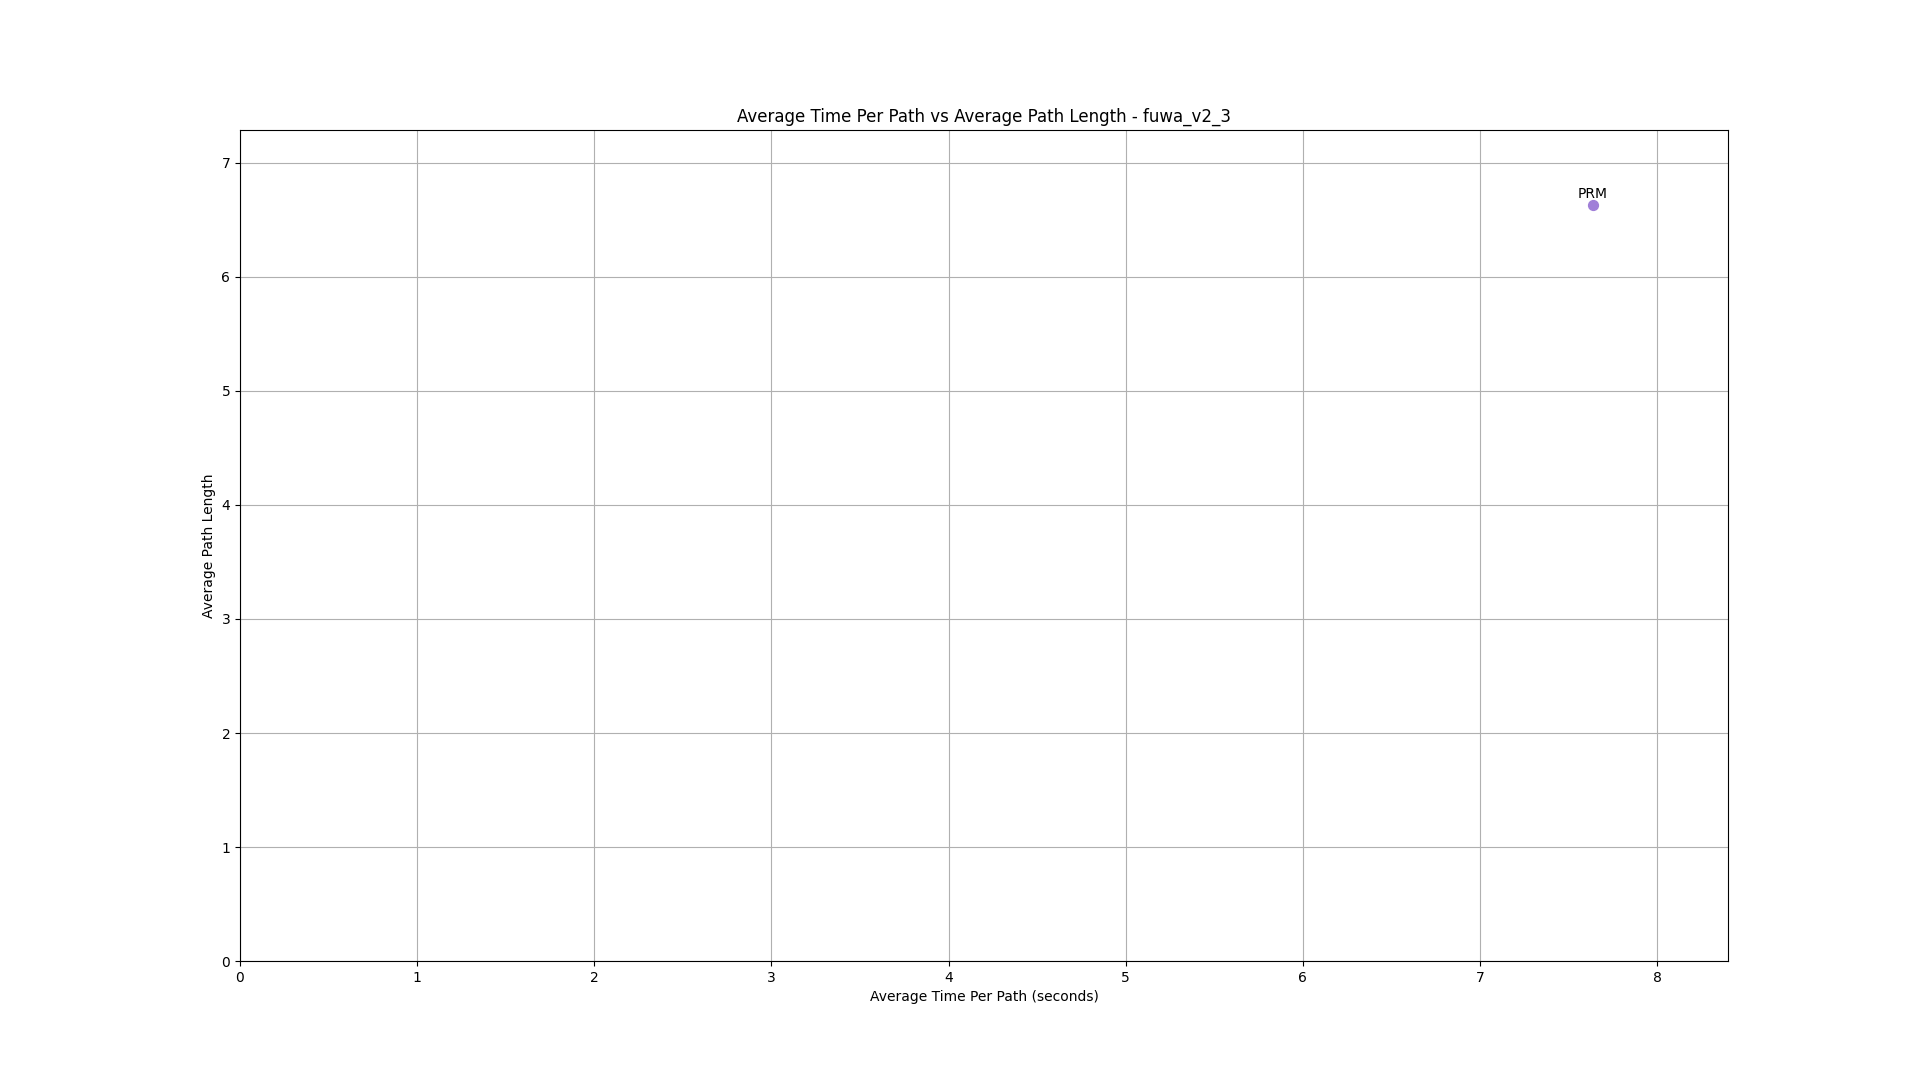 Average Time Per Path vs Average Path Length - fuwa_v2_3
7
PRM
6
5
4
Average Path Length
3
2
1
0
0 1 2 3 4 5 6 7 8
Average Time Per Path (seconds)